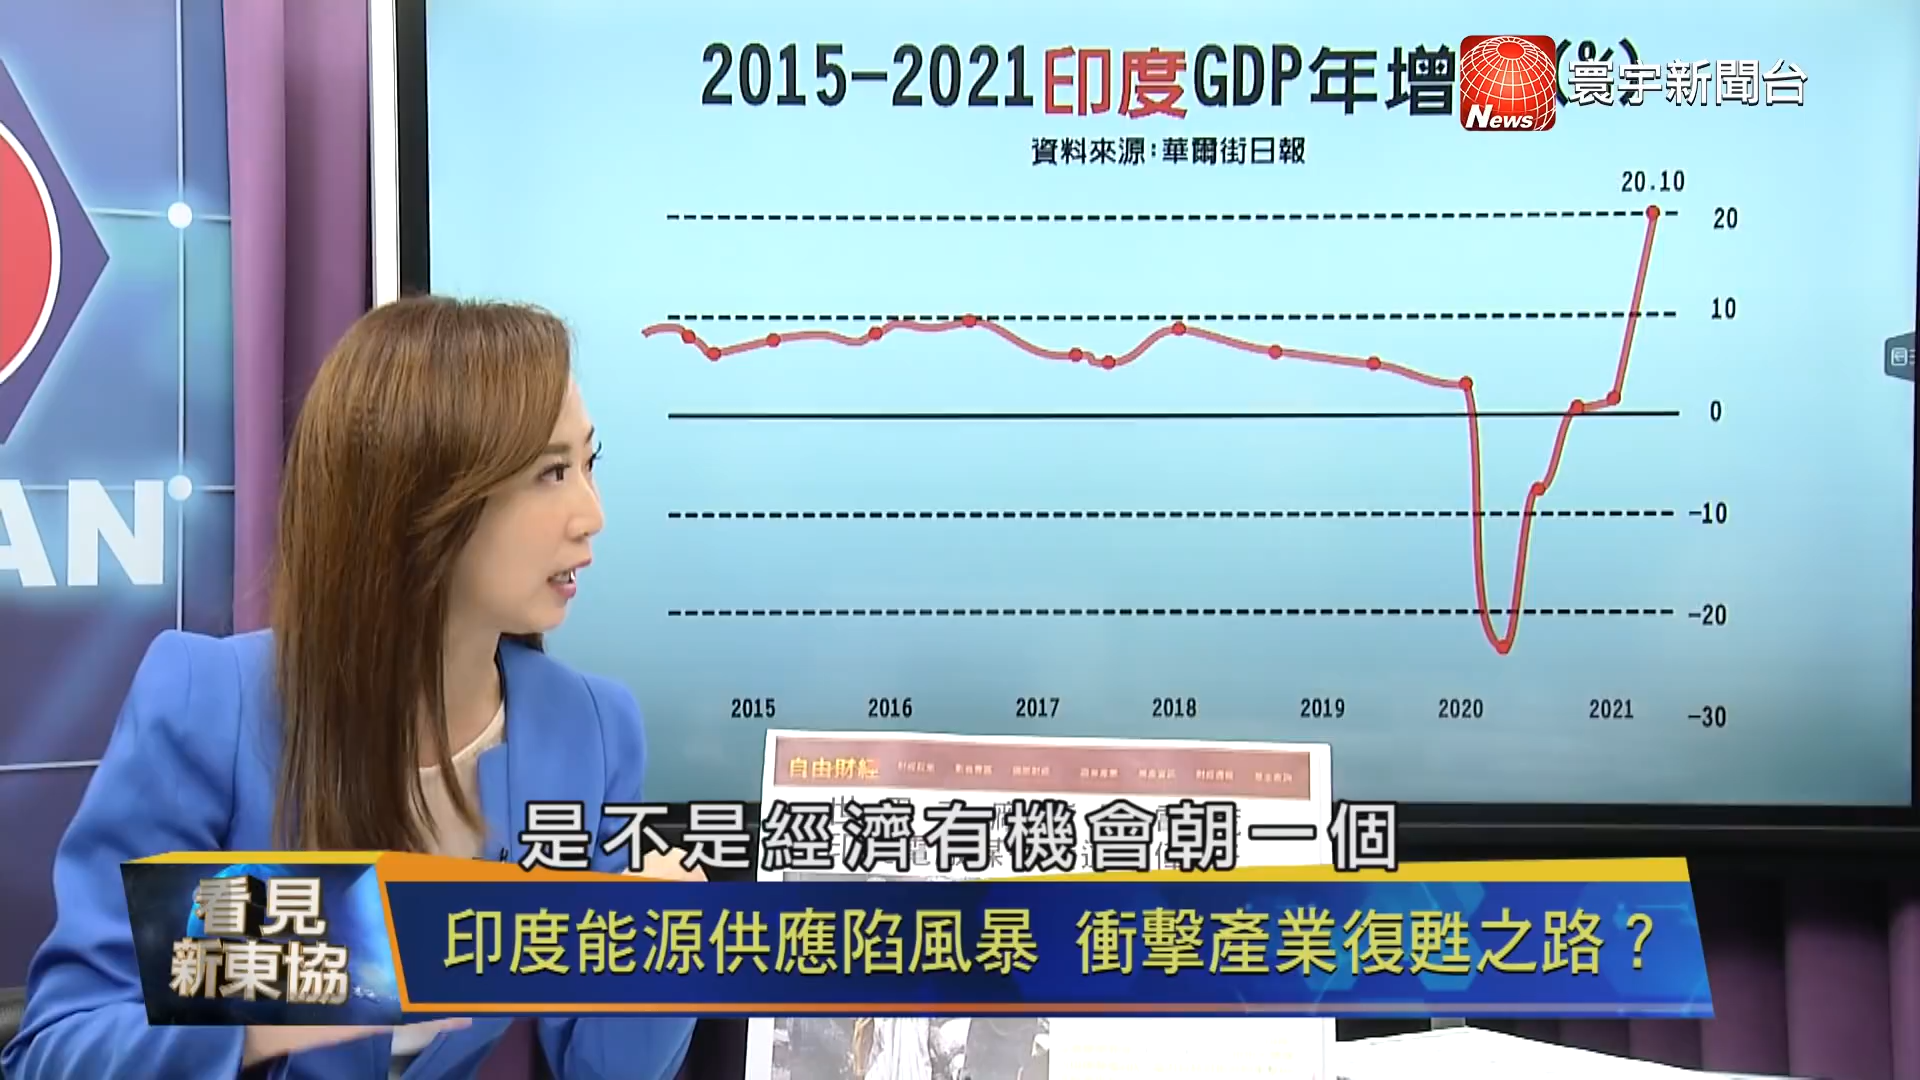 2015-2021印度GDP年增 (%)
News 寰宇新聞台
資料來源:華爾街日報
20.10
20
10
0
-10
-20
-30
2015 2016 2017 2018 2019 2020 2021
AN
自由財經
是不是經濟有機會朝一個
看見
新東協
印度能源供應陷風暴 衝擊產業復甦之路?